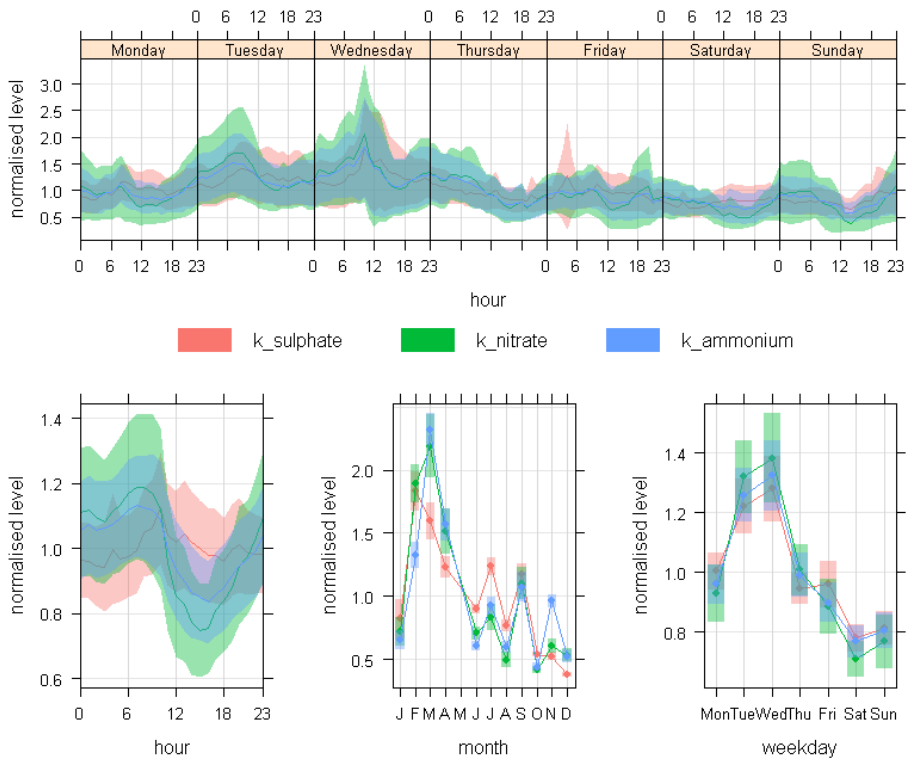 0 6 12 18 23 0 6 12 18 23 0 6 12 18 23
Monday Tuesday Wednesday Thursday Friday Saturday Sunday
3.0
2.5
2.0
1.5
1.0
0.5
normalised level
0 6 12 18 23 0 6 12 18 23 0 6 12 18 23 0 6 12 18 23
hour
k_sulphate k_nitrate k_ammonium
1.4
1.2
1.0
0.8
0.6
normalised level
0 6 12 18 23
hour
2.0
1.5
1.0
0.5
normalised level
J F M A M J J A S O N D
month
1.4
1.2
1.0
0.8
normalised level
Mon Tue Wed Thu Fri Sat Sun
weekday